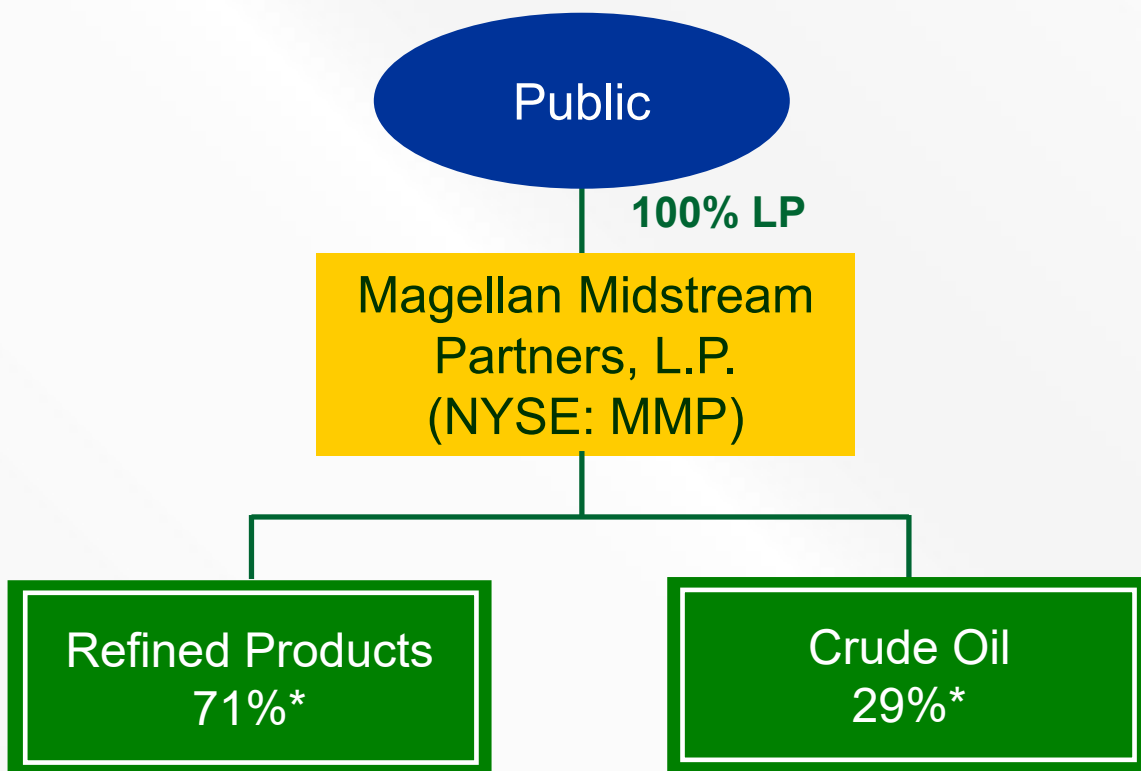 Public
100% LP
Magellan Midstream
Partners, L.P.
(NYSE: MMP)
Refined Products
71%*
Crude Oil
29%*